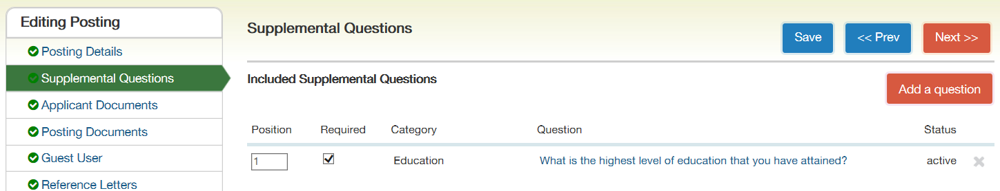 Editing Posting
Posting Details
Supplemental Questions
Applicant Documents
Posting Documents
Guest User
Reference Letters
Supplemental Questions
Save << Prev Next >>
Included Supplemental Questions
Add a question
Position Required Category Question Status
1 Education What is the highest level of education that you have attained? active